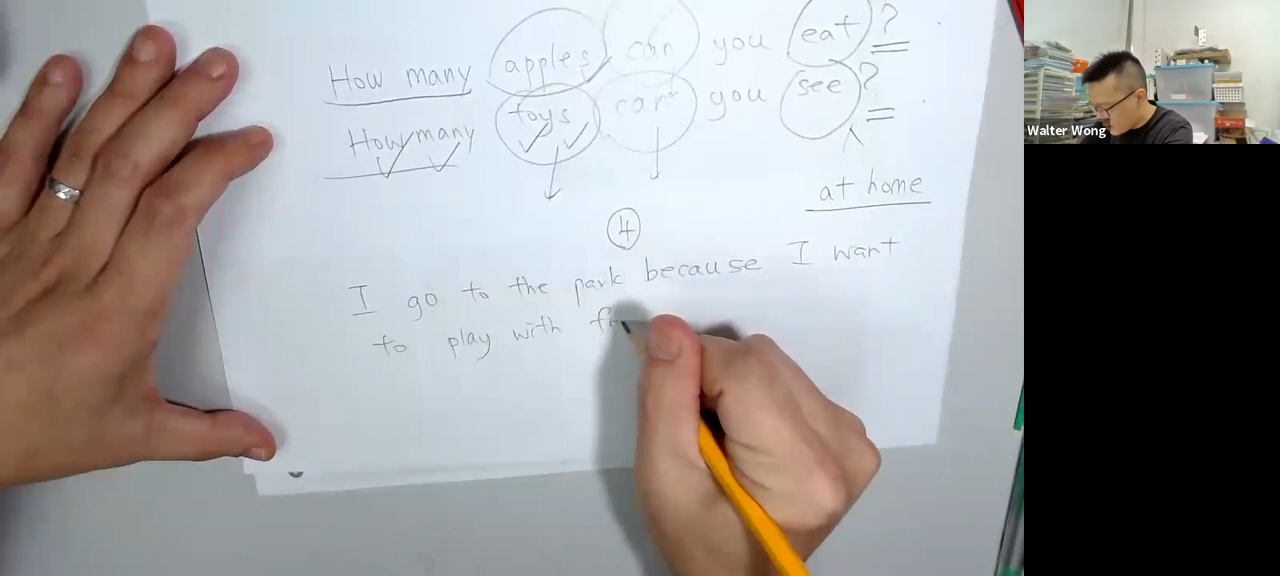 How many apples can you eat?
How many toys can you see?
at home
4
I go to the park because I want
to play with
Walter Wong